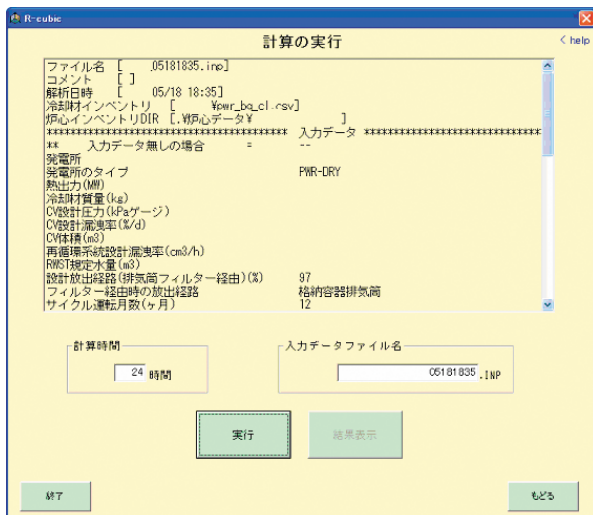 R-cubic
計算の実行
< help
ファイル名 [ 05181835.inp]
コメント [ ]
解析日時 [ 05/18 18:35]
冷却材インベントリ [ ¥pwr_bg_cl.csv]
炉心インベントリDIR [.¥炉心データ¥ ]
************************************* 入力データ ***************************
** 入力データ無しの場合 = --
発電所
発電所のタイプ PWR-DRY
熱出力(MW)
冷却材質量(kg)
CV設計圧力(kPaゲージ)
CV設計漏洩率(%/d)
CV体積(m3)
再循環系統設計漏洩率(cm3/h)
RWST規定水量(m3)
設計放出経路(排気筒フィルター経由)(%) 97
フィルター経由時の放出経路 格納容器排気筒
サイクル運転月数(ヶ月) 12
計算時間
24 時間
入力データファイル名
05181835 .INP
実行
結果表示
終了
もどる